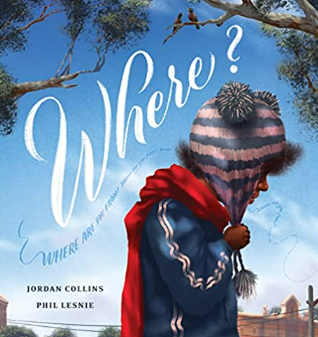 Where?
WHERE ARE YOU FROM?
JORDAN COLLINS
PHIL LESNIE